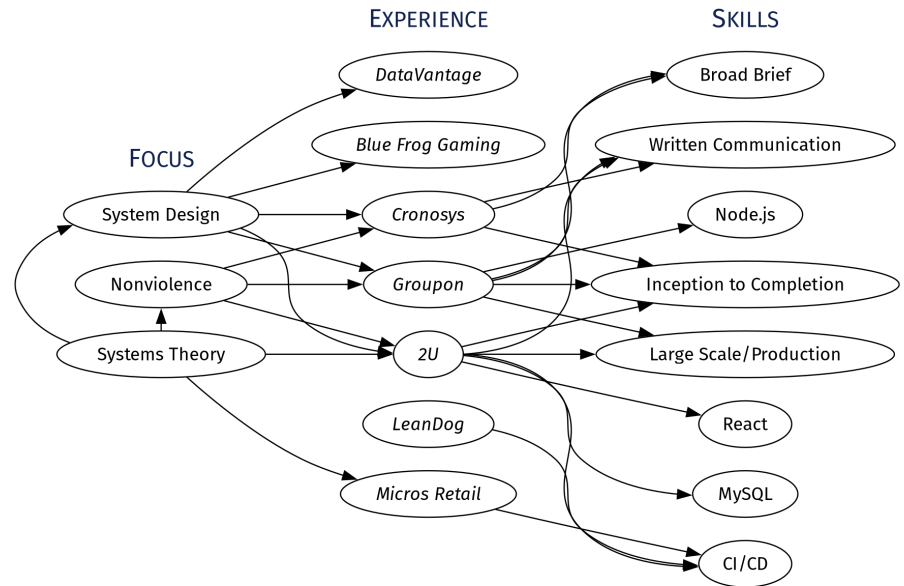 EXPERIENCE
SKILLS
FOCUS
DataVantage
Broad Brief
Blue Frog Gaming
Written Communication
System Design
Cronosys
Node.js
Nonviolence
Groupon
Inception to Completion
Systems Theory
2U
Large Scale/Production
LeanDog
React
Micros Retail
MySQL
CI/CD